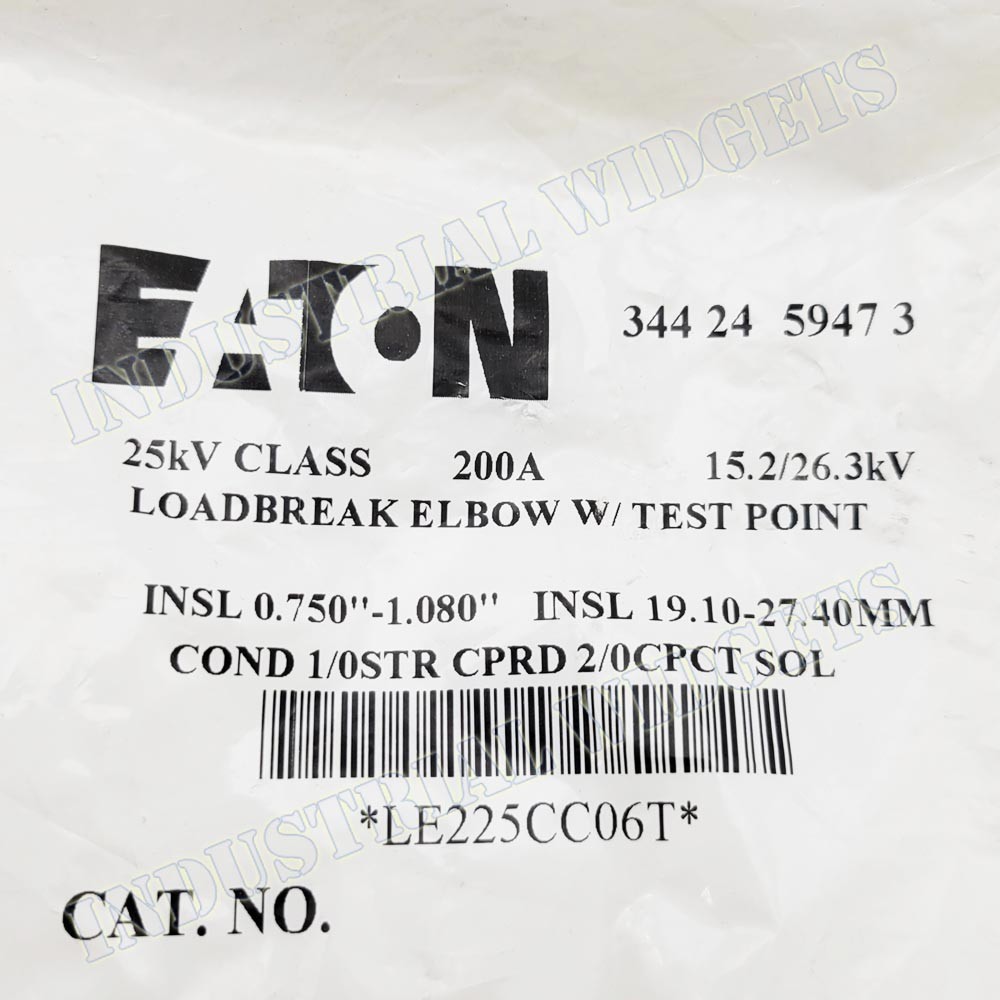 EATON
344 24 5947 3
25kV CLASS 200A 15.2/26.3kV
LOADBREAK ELBOW W/ TEST POINT
INSL 0.750"-1.080" INSL 19.10-27.40MM
COND 1/0STR CPRD 2/0CPCT SOL
*LE225CC06T*
CAT. NO.
INDUSTRIAL WIDGETS
INDUSTRIAL WIDGETS